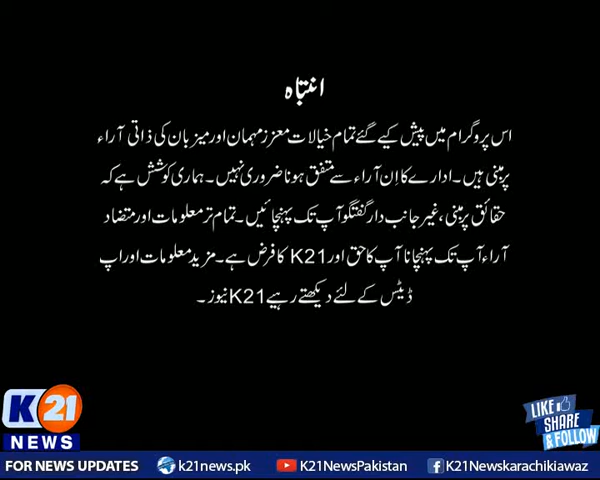 انتباہ
اس پروگرام میں پیش کیے گئے تمام خیالات معزز مہمان اور میزبان کی ذاتی آراء
پر مبنی ہیں۔ ادارے کا اِن آراء سے متفق ہونا ضروری نہیں۔ ہماری کوشش ہے کہ
حقائق پر مبنی، غیر جانب دار گفتگو آپ تک پہنچائیں۔ تمام تر معلومات اور متضاد
آراء آپ تک پہنچانا آپ کا حق اور K21 کا فرض ہے۔ مزید معلومات اور اپ
ڈیٹس کے لئے دیکھتے رہیے K21 نیوز۔
K21
NEWS
LIKE
SHARE
& FOLLOW
FOR NEWS UPDATES k21news.pk K21NewsPakistan K21Newskarachikiawaz